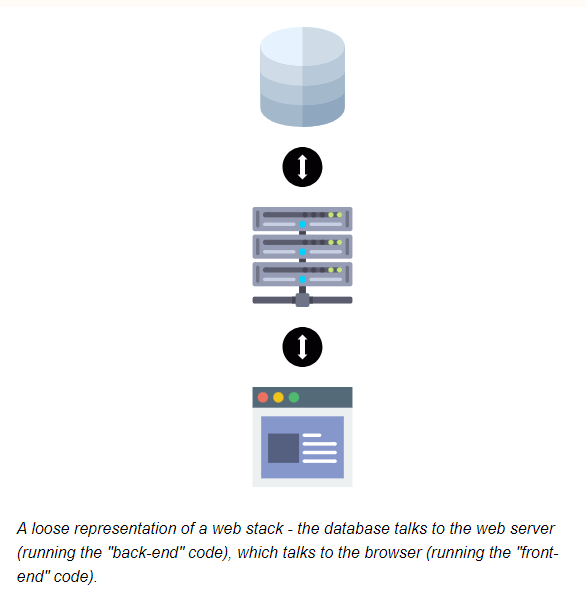 A loose representation of a web stack - the database talks to the web server
(running the "back-end" code), which talks to the browser (running the "front-
end" code).